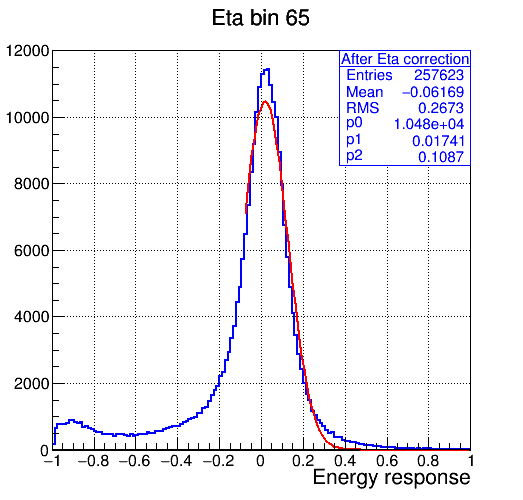 Eta bin 65
After Eta correction
Entries 257623
Mean −0.06169
RMS 0.2673
p0 1.048e+04
p1 0.01741
p2 0.1087
12000
10000
8000
6000
4000
2000
0
−1 −0.8 −0.6 −0.4 −0.2 0 0.2 0.4 0.6 0.8 1
Energy response